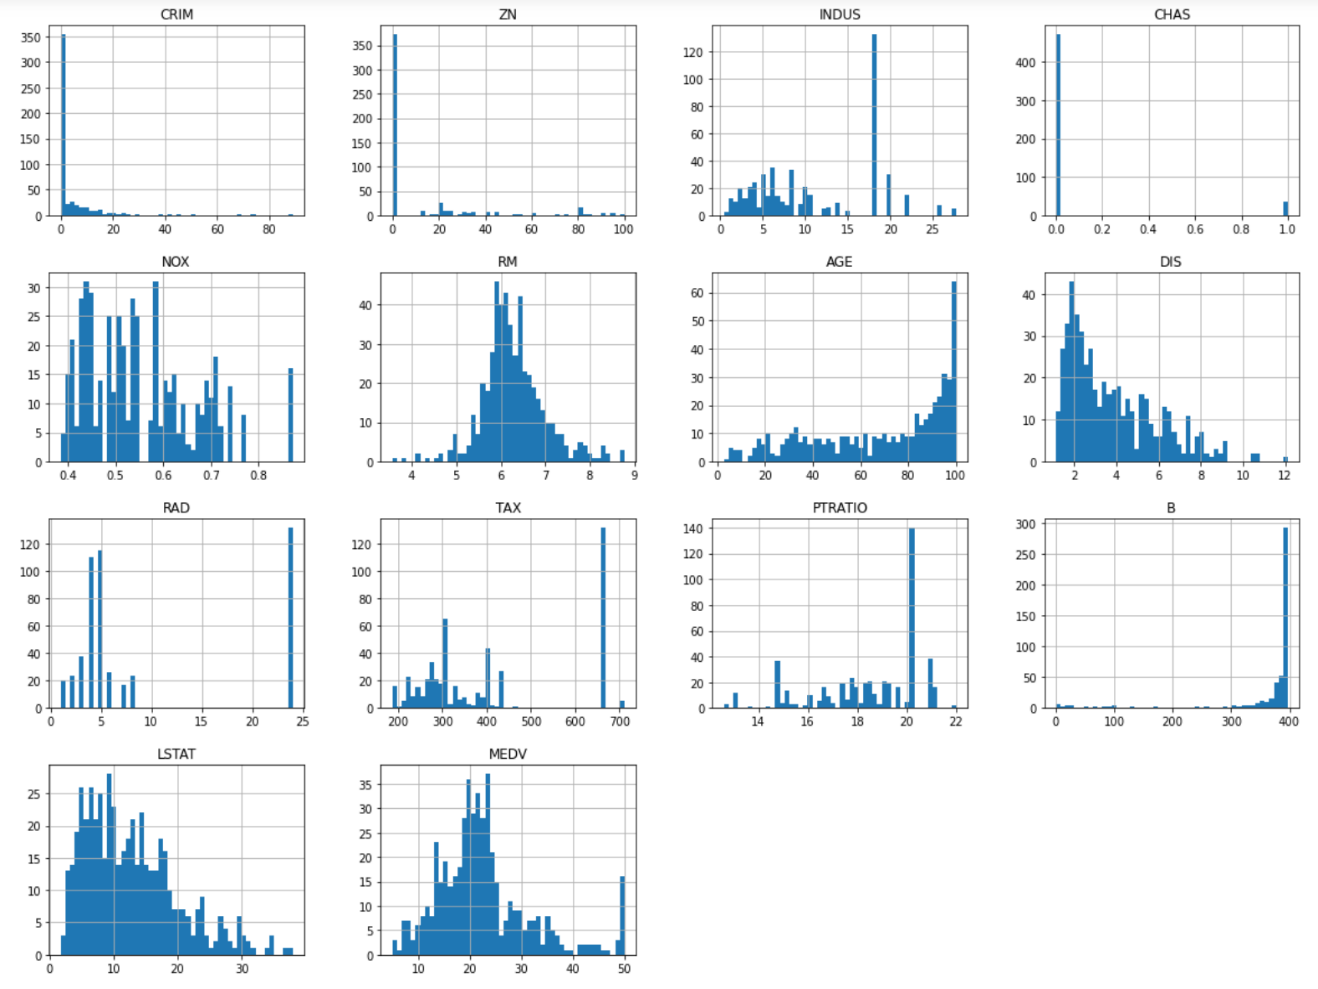 CRIM ZN INDUS CHAS
350 300 250 200 150 100 50 0
0 20 40 60 80
350 300 250 200 150 100 50 0
0 20 40 60 80 100
120 100 80 60 40 20 0
0 5 10 15 20 25
400 300 200 100 0
0.0 0.2 0.4 0.6 0.8 1.0
NOX RM AGE DIS
30 25 20 15 10 5 0
0.4 0.5 0.6 0.7 0.8
40 30 20 10 0
4 5 6 7 8 9
60 50 40 30 20 10 0
0 20 40 60 80 100
40 30 20 10 0
2 4 6 8 10 12
RAD TAX PTRATIO B
120 100 80 60 40 20 0
0 5 10 15 20 25
120 100 80 60 40 20 0
200 300 400 500 600 700
140 120 100 80 60 40 20 0
14 16 18 20 22
300 250 200 150 100 50 0
0 100 200 300 400
LSTAT MEDV
25 20 15 10 5 0
0 10 20 30
35 30 25 20 15 10 5 0
10 20 30 40 50